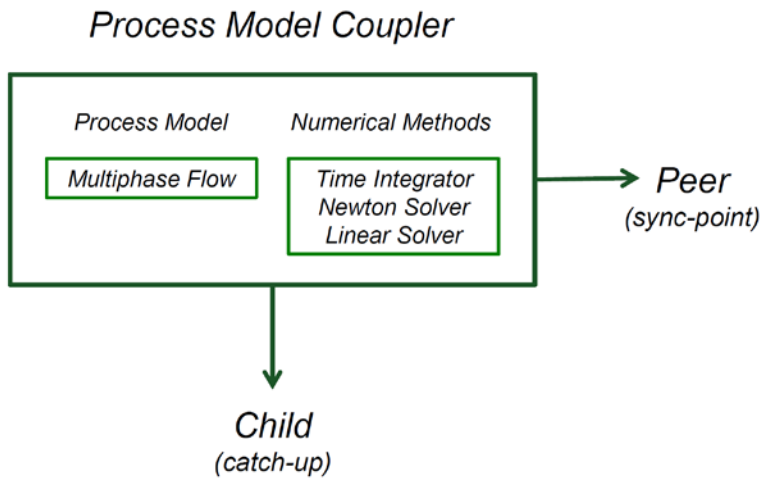 Process Model Coupler
Process Model
Numerical Methods
Multiphase Flow
Time Integrator
Newton Solver
Linear Solver
Peer
(sync-point)
Child
(catch-up)